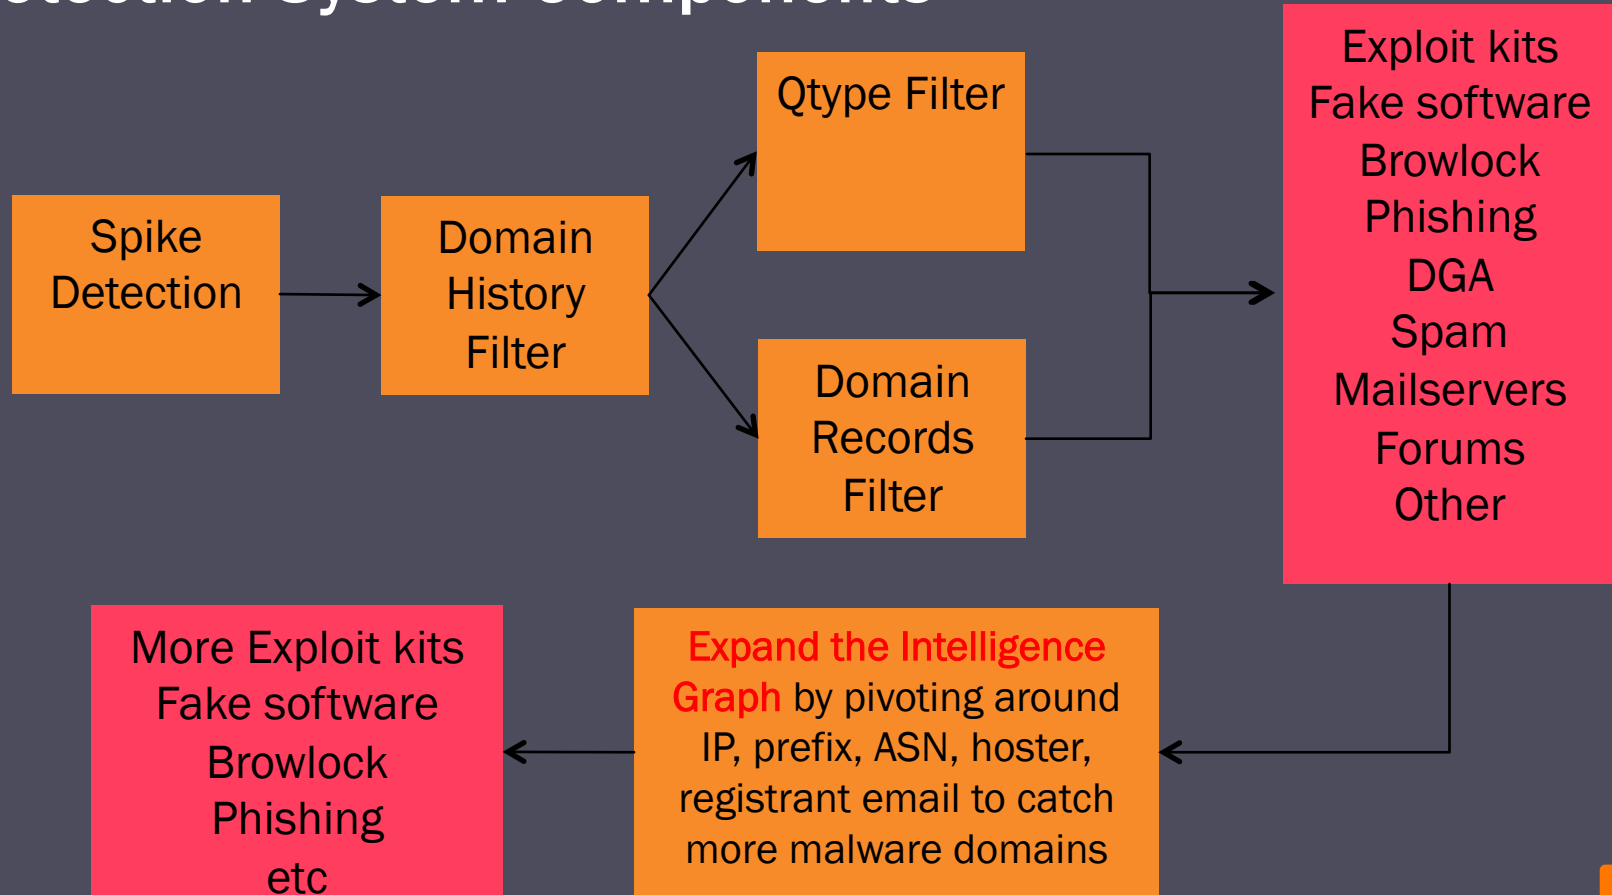 System Components
Spike
Detection
Domain
History
Filter
Qtype Filter
Domain
Records
Filter
Exploit kits
Fake software
Browlock
Phishing
DGA
Spam
Mailservers
Forums
Other
Expand the Intelligence
Graph by pivoting around
IP, prefix, ASN, hoster,
registrant email to catch
more malware domains
More Exploit kits
Fake software
Browlock
Phishing
etc